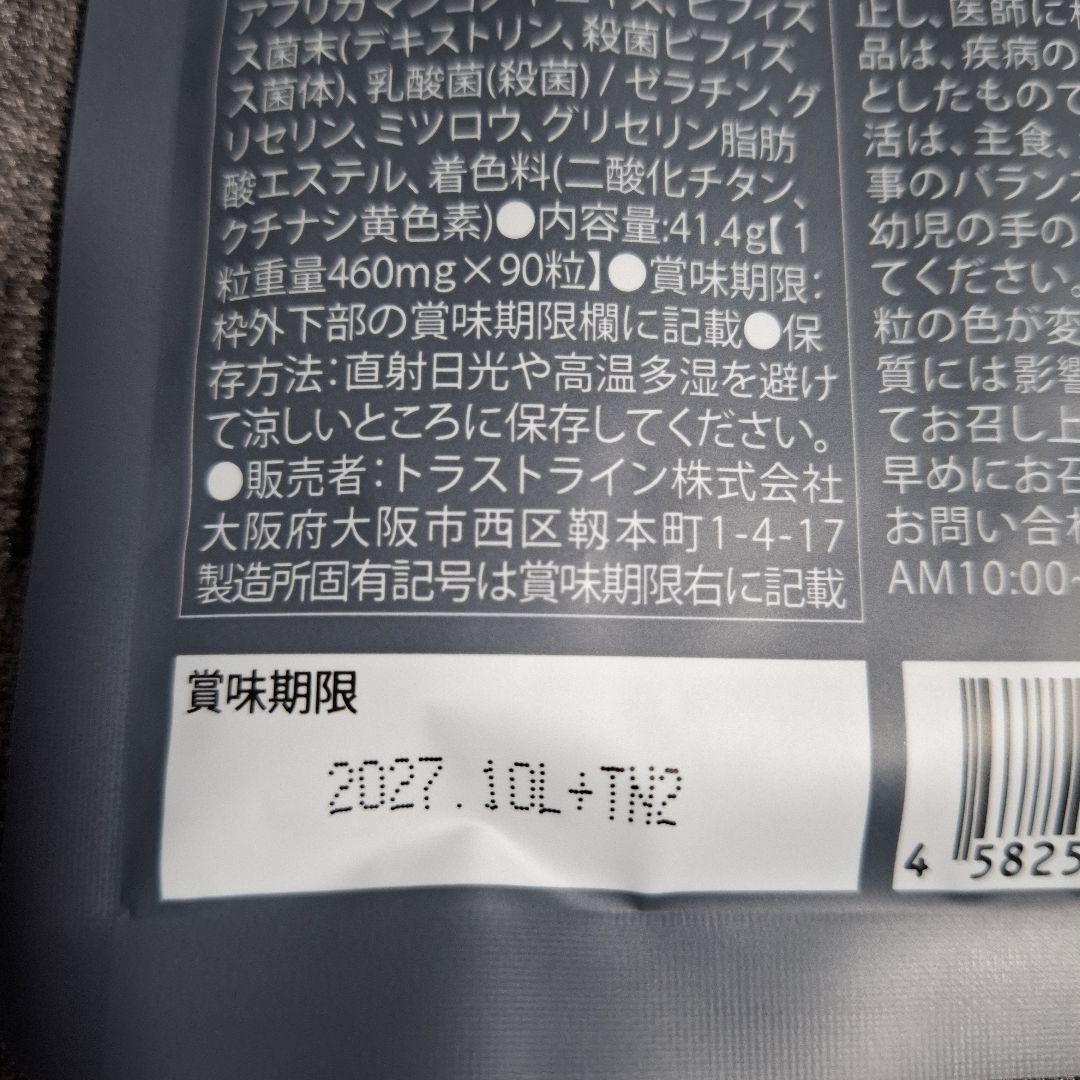 ス菌末(デキストリン、殺菌ビフィズ
ス菌体)、乳酸菌(殺菌) / ゼラチン、グ
リセリン、ミツロウ、グリセリン脂肪
酸エステル、着色料(二酸化チタン、
クチナシ黄色素)●内容量:41.4g【1
粒重量460mg×90粒】●賞味期限:
枠外下部の賞味期限欄に記載●保
存方法:直射日光や高温多湿を避け
て涼しいところに保存してください。
●販売者:トラストライン株式会社
大阪府大阪市西区靱本町1-4-17
製造所固有記号は賞味期限右に記載
正し、医師に
品は、疾病の
としたもので
活は、主食、
事のバラン
幼児の手の
てください。
粒の色が変
質には影響
てお召し上
早めにお召
お問い合
AM10:00~
賞味期限
2027.10L+TN2
4 5825